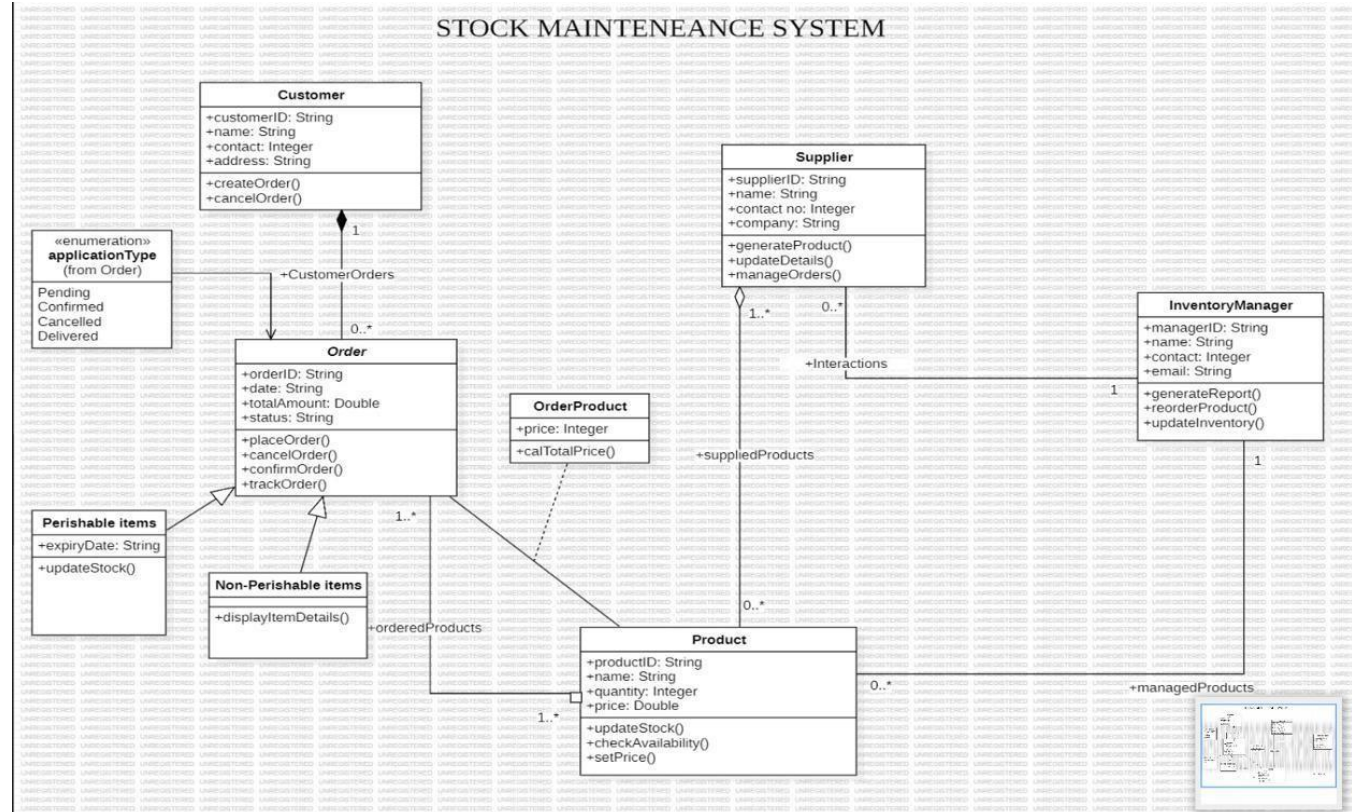 STOCK MAINTENEANCE SYSTEM
Customer
+customerID: String
+name: String
+contact: Integer
+address: String
+createOrder()
+cancelOrder()
1
+CustomerOrders
0..*
«enumeration»
applicationType
(from Order)
Pending
Confirmed
Cancelled
Delivered
Order
+orderID: String
+date: String
+totalAmount: Double
+status: String
+placeOrder()
+cancelOrder()
+confirmOrder()
+trackOrder()
1..*
Perishable items
+expiryDate: String
+updateStock()
Non-Perishable items
+displayItemDetails()
+orderedProducts
1..*
OrderProduct
+price: Integer
+calTotalPrice()
Supplier
+supplierID: String
+name: String
+contact no: Integer
+company: String
+generateProduct()
+updateDetails()
+manageOrders()
1..*
0..*
+Interactions
1
+suppliedProducts
0..*
InventoryManager
+managerID: String
+name: String
+contact: Integer
+email: String
+generateReport()
+reorderProduct()
+updateInventory()
1
Product
+productID: String
+name: String
+quantity: Integer
+price: Double
+updateStock()
+checkAvailability()
+setPrice()
0..*
+managedProducts
UNREGISTERED